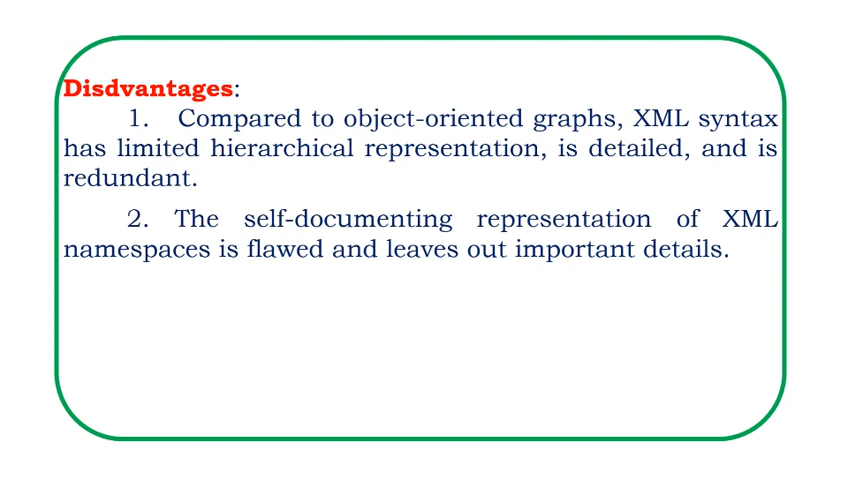 Disdvantages:
1. Compared to object-oriented graphs, XML syntax
has limited hierarchical representation, is detailed, and is
redundant.
2. The self-documenting representation of XML
namespaces is flawed and leaves out important details.